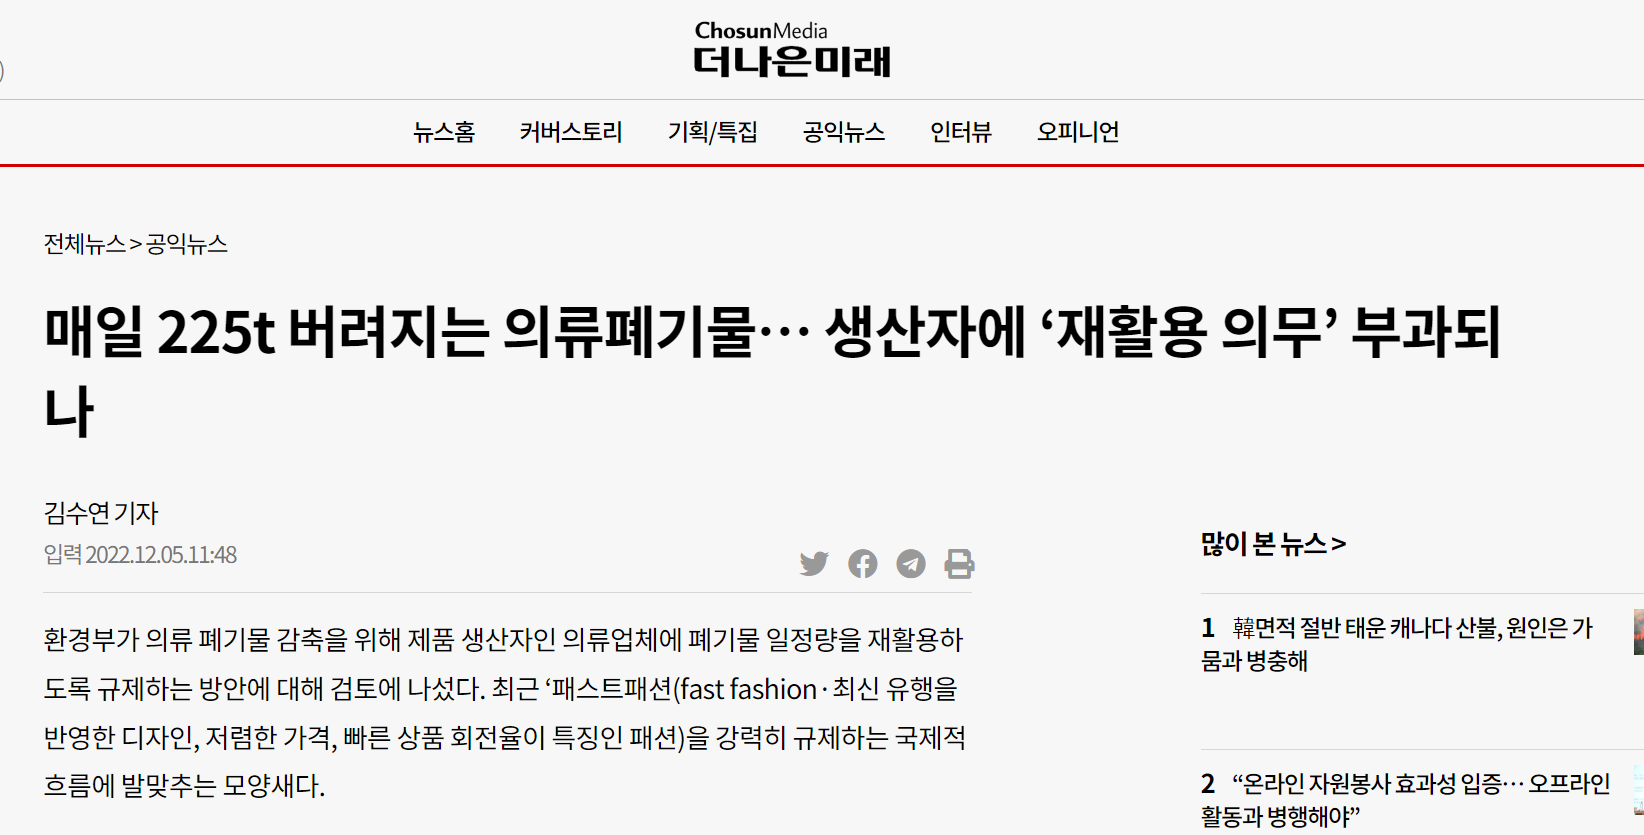 ChosunMedia
더나은미래
)
뉴스홈 커버스토리 기획/특집 공익뉴스 인터뷰 오피니언
전체뉴스 > 공익뉴스
매일 225t 버려지는 의류폐기물… 생산자에 ‘재활용 의무’ 부과되
나
김수연 기자
입력 2022.12.05.11:48
환경부가 의류 폐기물 감축을 위해 제품 생산자인 의류업체에 폐기물 일정량을 재활용하
도록 규제하는 방안에 대해 검토에 나섰다. 최근 ‘패스트패션(fast fashion·최신 유행을
반영한 디자인, 저렴한 가격, 빠른 상품 회전율이 특징인 패션)을 강력히 규제하는 국제적
흐름에 발맞추는 모양새다.
많이 본 뉴스 >
1 韓면적 절반 태운 캐나다 산불, 원인은 가
뭄과 병충해
2 “온라인 자원봉사 효과성 입증… 오프라인
활동과 병행해야”